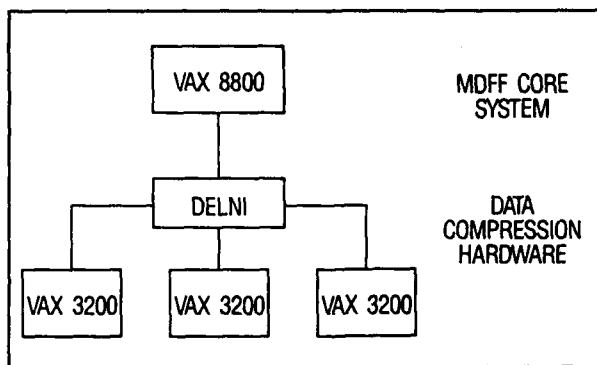 VAX 8800
MDFF CORE
SYSTEM
DELNI
DATA
COMPRESSION
HARDWARE
VAX 3200
VAX 3200
VAX 3200